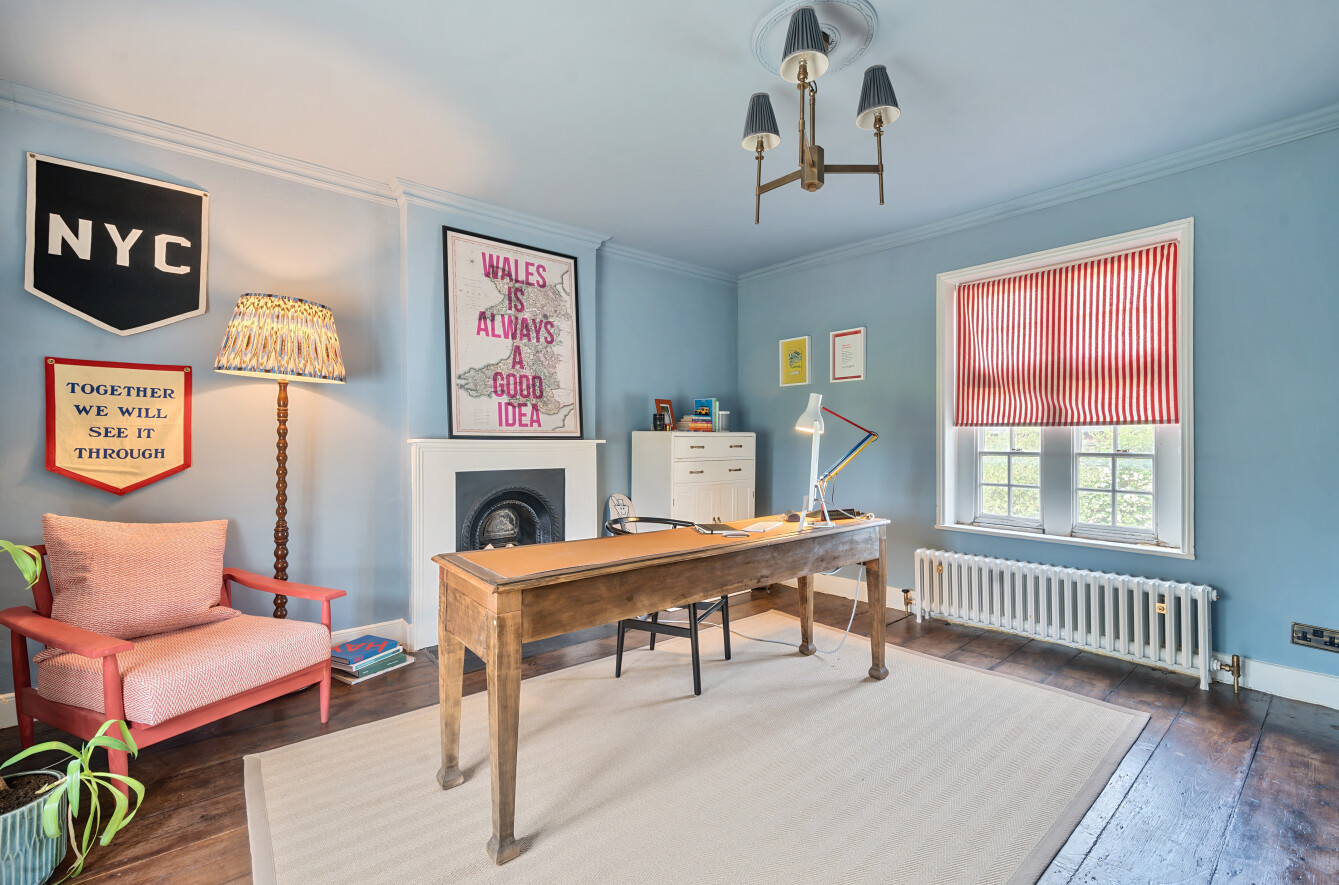 NYC
TOGETHER
WE WILL
SEE IT
THROUGH
WALES
IS
ALWAYS
A
GOOD
IDEA